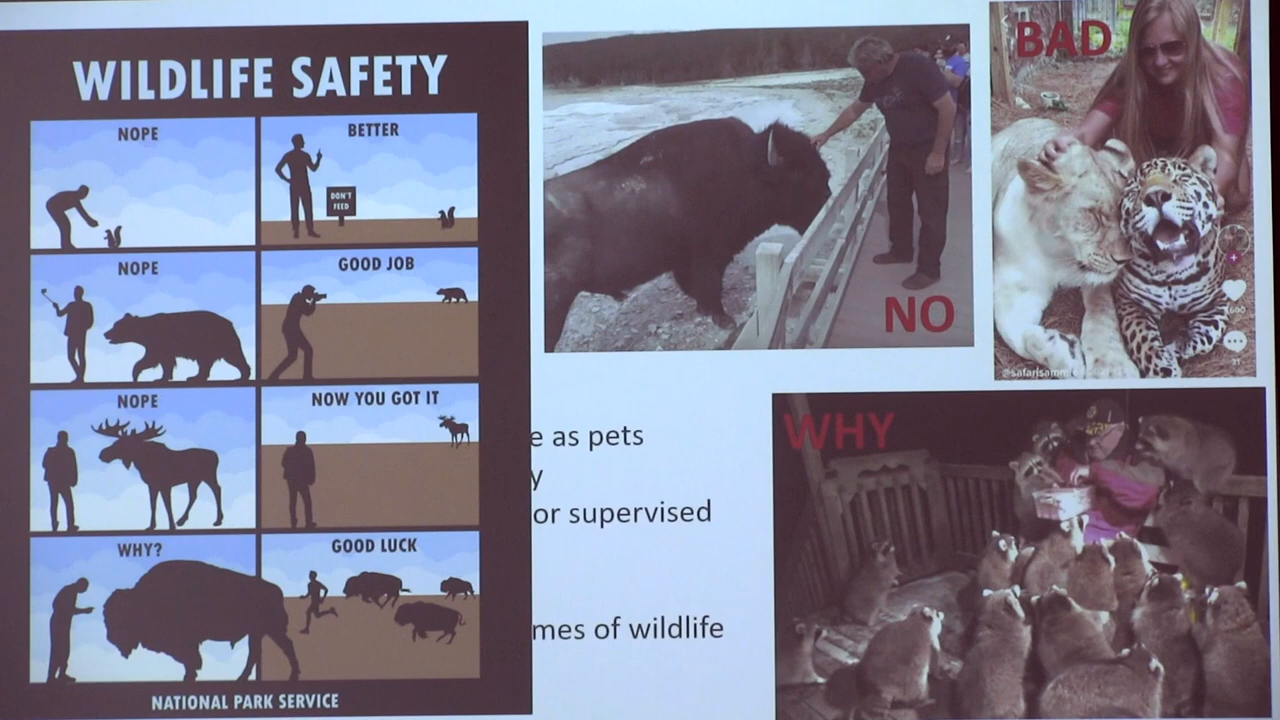 WILDLIFE SAFETY
NOPE
BETTER
DON'T
FEED
NOPE
GOOD JOB
NOPE
NOW YOU GOT IT
WHY?
GOOD LUCK
NATIONAL PARK SERVICE
NO
BAD
@safarisamm
31
WHY
e as pets
y
or supervised
mes of wildlife